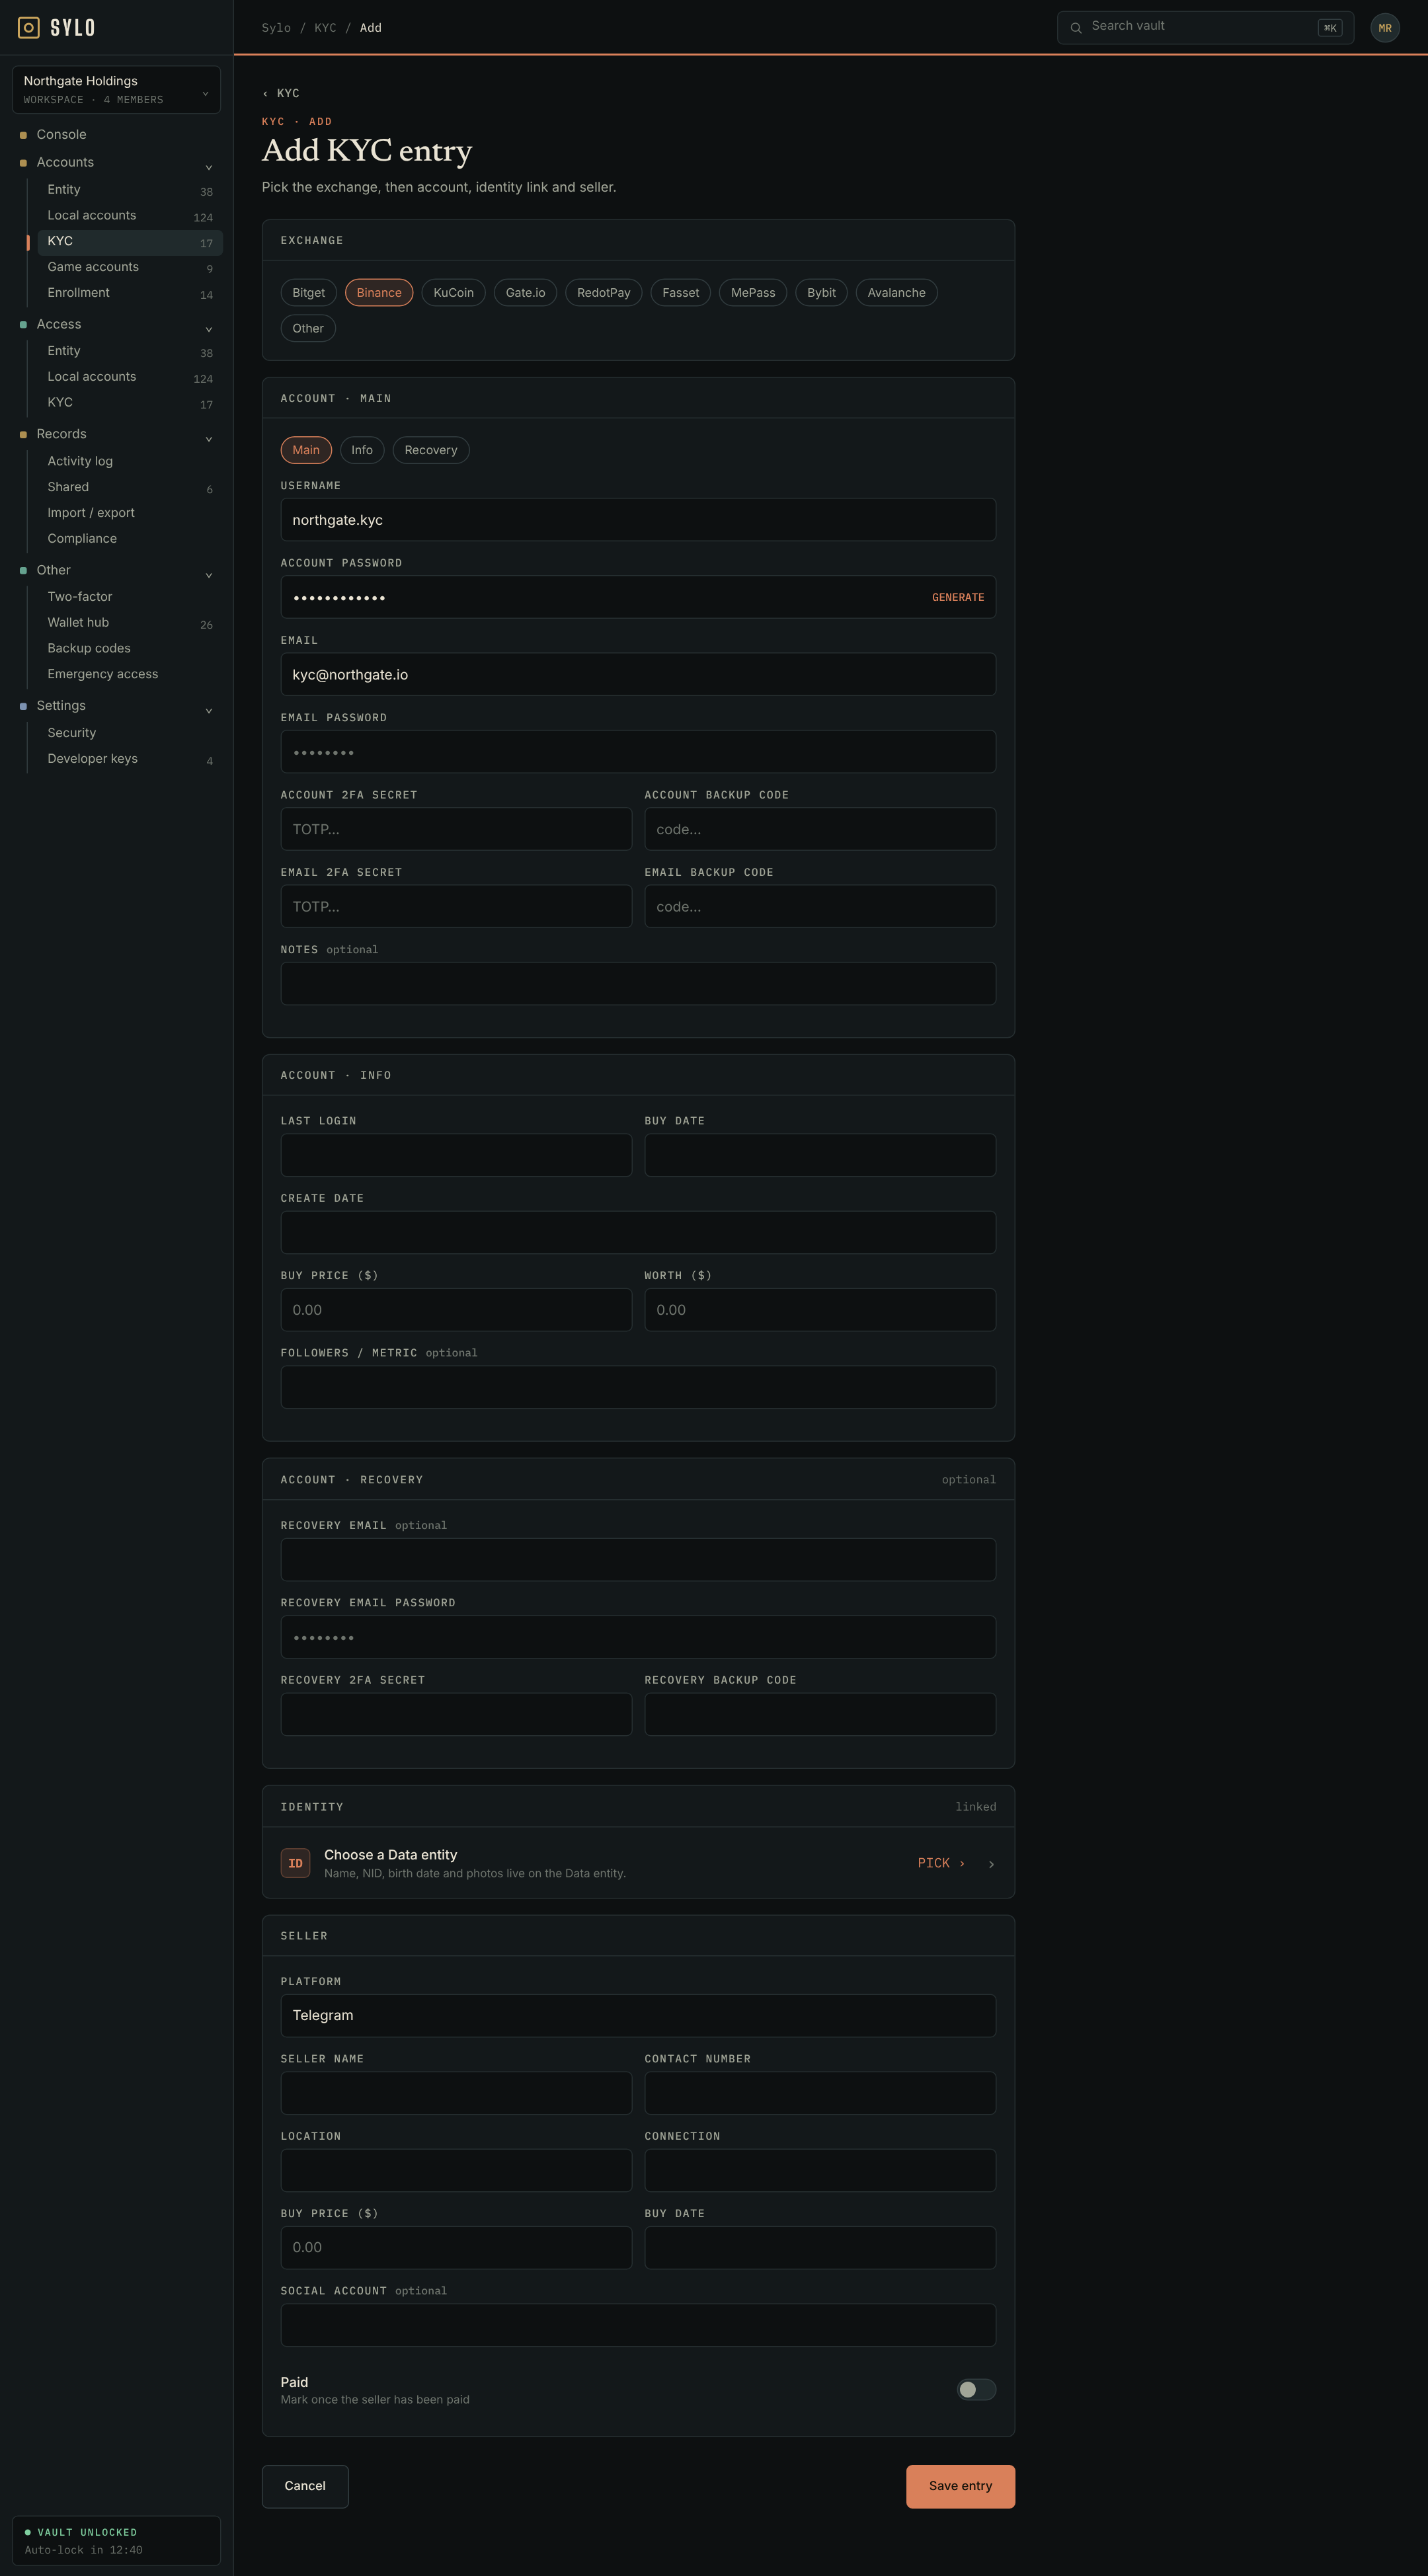 SYLO
Sylo / KYC / Add
Search vault
⌘K
MR
Northgate Holdings
WORKSPACE · 4 MEMBERS
Console
Accounts
Entity 38
Local accounts 124
KYC 17
Game accounts 9
Enrollment 14
Access
Entity 38
Local accounts 124
KYC 17
Records
Activity log
Shared 6
Import / export
Compliance
Other
Two-factor
Wallet hub 26
Backup codes
Emergency access
Settings
Security
Developer keys 4
VAULT UNLOCKED
Auto-lock in 12:40
‹ KYC
KYC · ADD
Add KYC entry
Pick the exchange, then account, identity link and seller.
EXCHANGE
Bitget Binance KuCoin Gate.io RedotPay Fasset MePass Bybit Avalanche
Other
ACCOUNT · MAIN
Main Info Recovery
USERNAME
northgate.kyc
ACCOUNT PASSWORD
•••••••••••• GENERATE
EMAIL
kyc@northgate.io
EMAIL PASSWORD
••••••••
ACCOUNT 2FA SECRET ACCOUNT BACKUP CODE
TOTP... code...
EMAIL 2FA SECRET EMAIL BACKUP CODE
TOTP... code...
NOTES optional
ACCOUNT · INFO
LAST LOGIN BUY DATE
CREATE DATE
BUY PRICE ($) WORTH ($)
0.00 0.00
FOLLOWERS / METRIC optional
ACCOUNT · RECOVERY optional
RECOVERY EMAIL optional
RECOVERY EMAIL PASSWORD
••••••••
RECOVERY 2FA SECRET RECOVERY BACKUP CODE
IDENTITY linked
ID
Choose a Data entity
Name, NID, birth date and photos live on the Data entity.
PICK › ›
SELLER
PLATFORM
Telegram
SELLER NAME CONTACT NUMBER
LOCATION CONNECTION
BUY PRICE ($) BUY DATE
0.00
SOCIAL ACCOUNT optional
Paid
Mark once the seller has been paid
Cancel Save entry